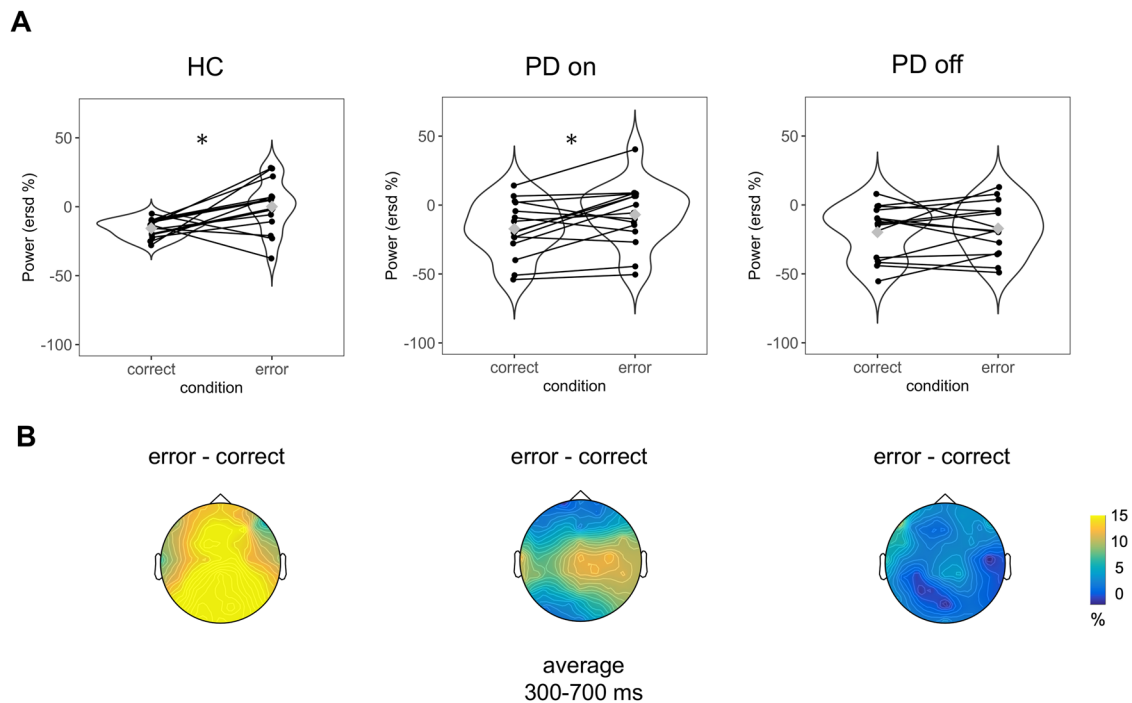 A
HC
PD on
PD off
Power (ersd %)
50
0
-50
-100
*
correct
error
condition
Power (ersd %)
50
0
-50
-100
*
correct
error
condition
Power (ersd %)
50
0
-50
-100
correct
error
condition
B
error - correct
error - correct
error - correct
15
10
5
0
%
average
300-700 ms